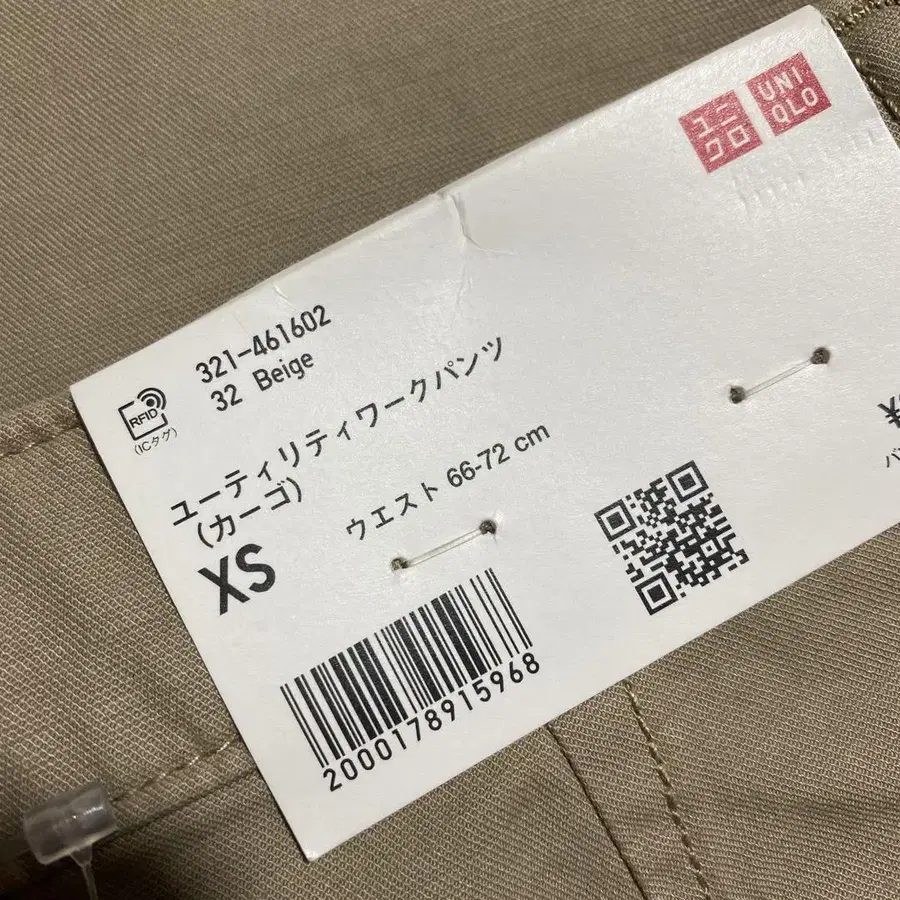 ユニクロ
UNIQLO
321-461602
32 Beige
RFID
(ICタグ)
ユーティリティワークパンツ
(カーゴ)
XS
ウエスト 66-72 cm
2000178915968
¥